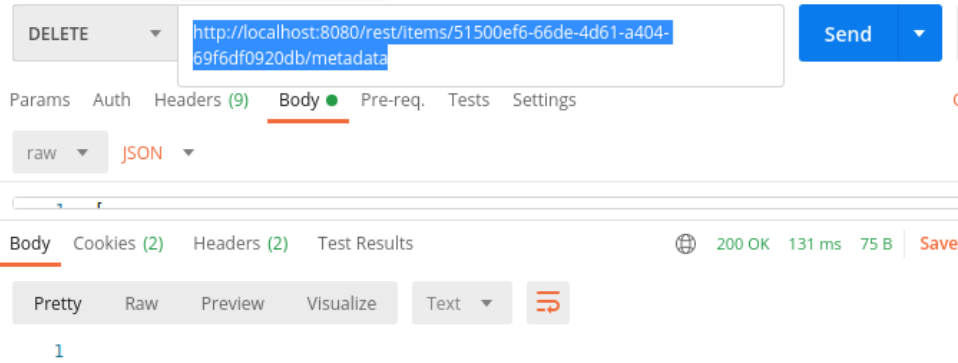 DELETE
http://localhost:8080/rest/items/51500ef6-66de-4d61-a404-
69f6df0920db/metadata
Send
Params Auth Headers (9) Body Pre-req. Tests Settings
raw JSON
Body Cookies (2) Headers (2) Test Results 200 OK 131 ms 75 B Save
Pretty Raw Preview Visualize Text
1